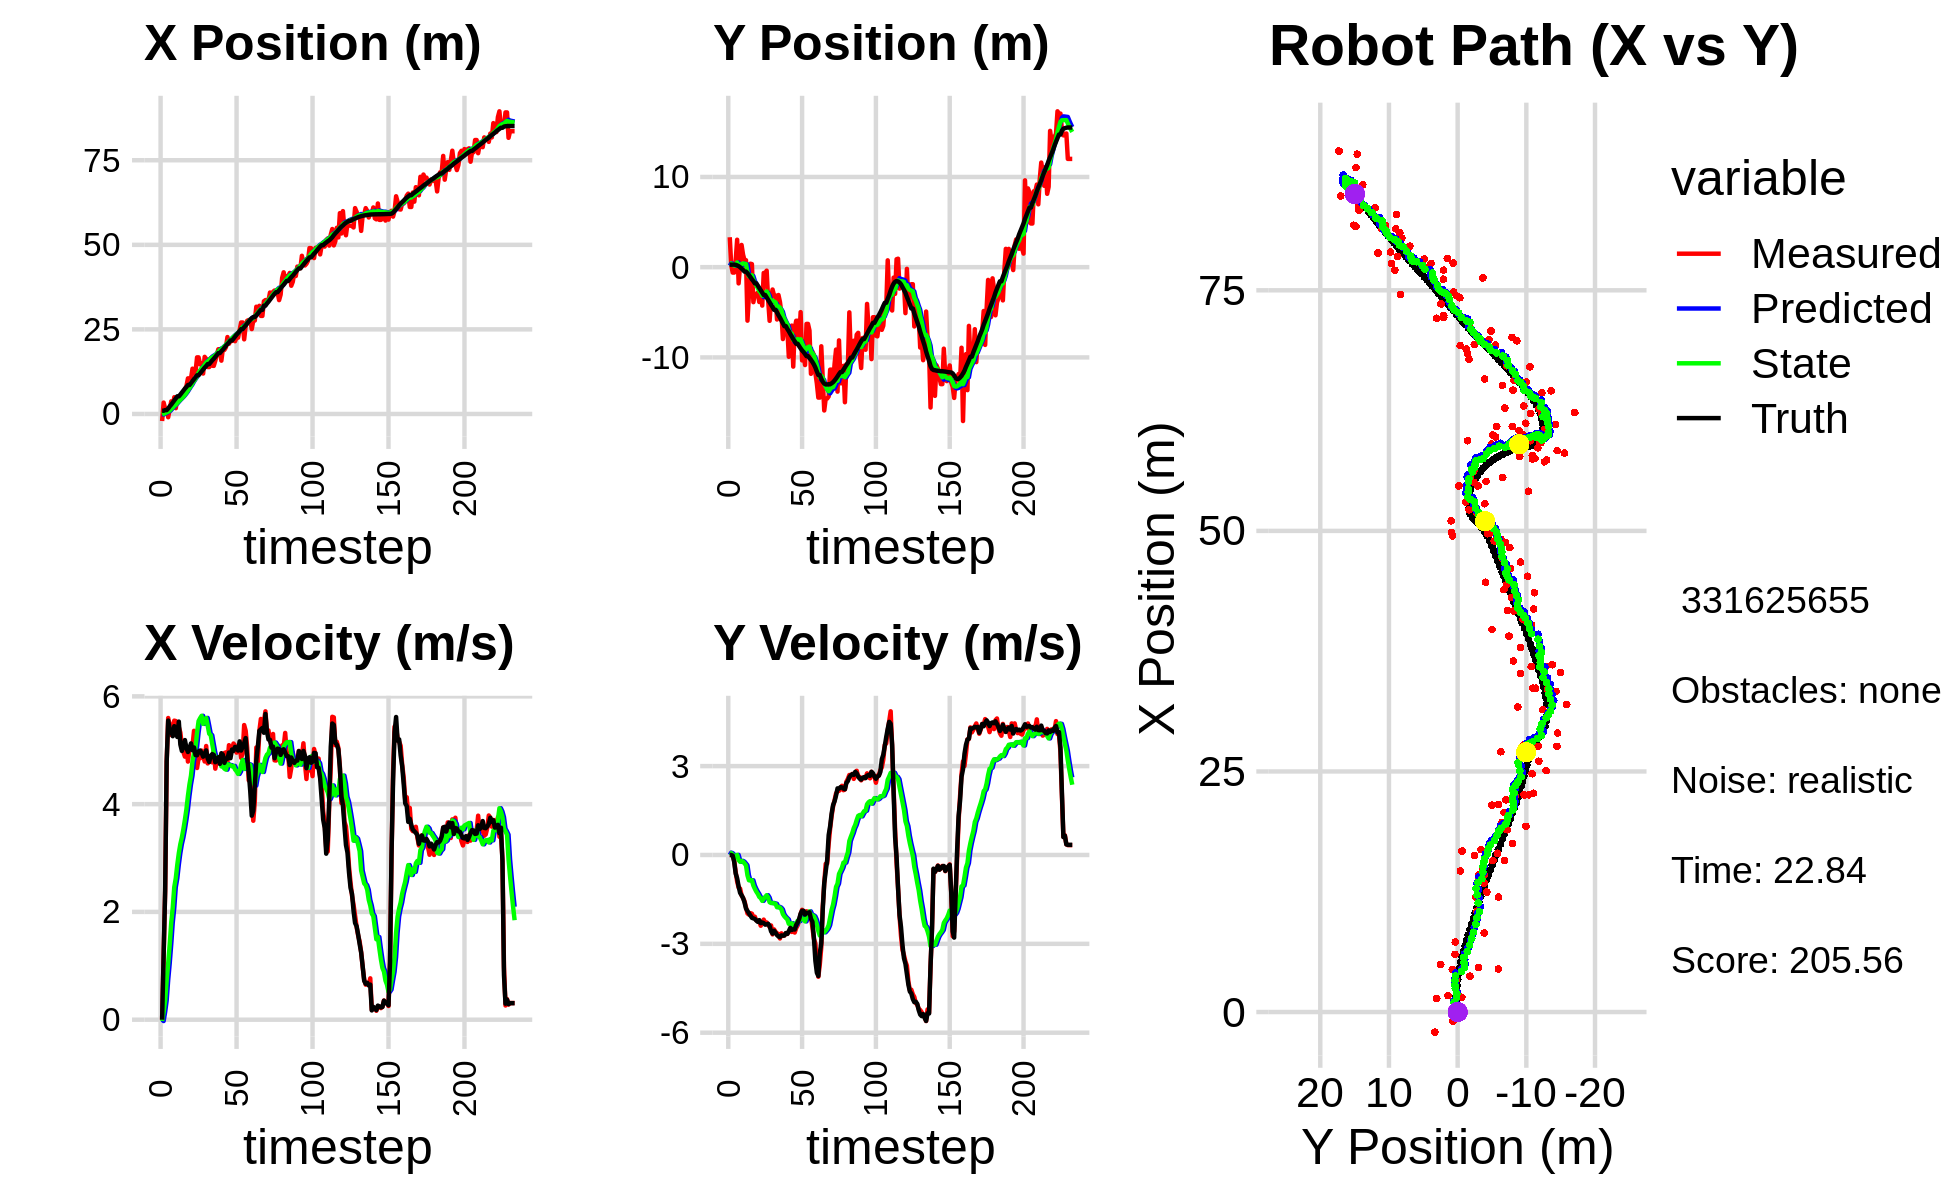 X Position (m)
75
50
25
0
0
50
100
150
200
timestep
Y Position (m)
10
0
-10
0
50
100
150
200
timestep
X Velocity (m/s)
6
4
2
0
0
50
100
150
200
timestep
Y Velocity (m/s)
3
0
-3
-6
0
50
100
150
200
timestep
Robot Path (X vs Y)
X Position (m)
75
50
25
0
20 10 0 -10 -20
Y Position (m)
variable
Measured
Predicted
State
Truth
331625655
Obstacles: none
Noise: realistic
Time: 22.84
Score: 205.56